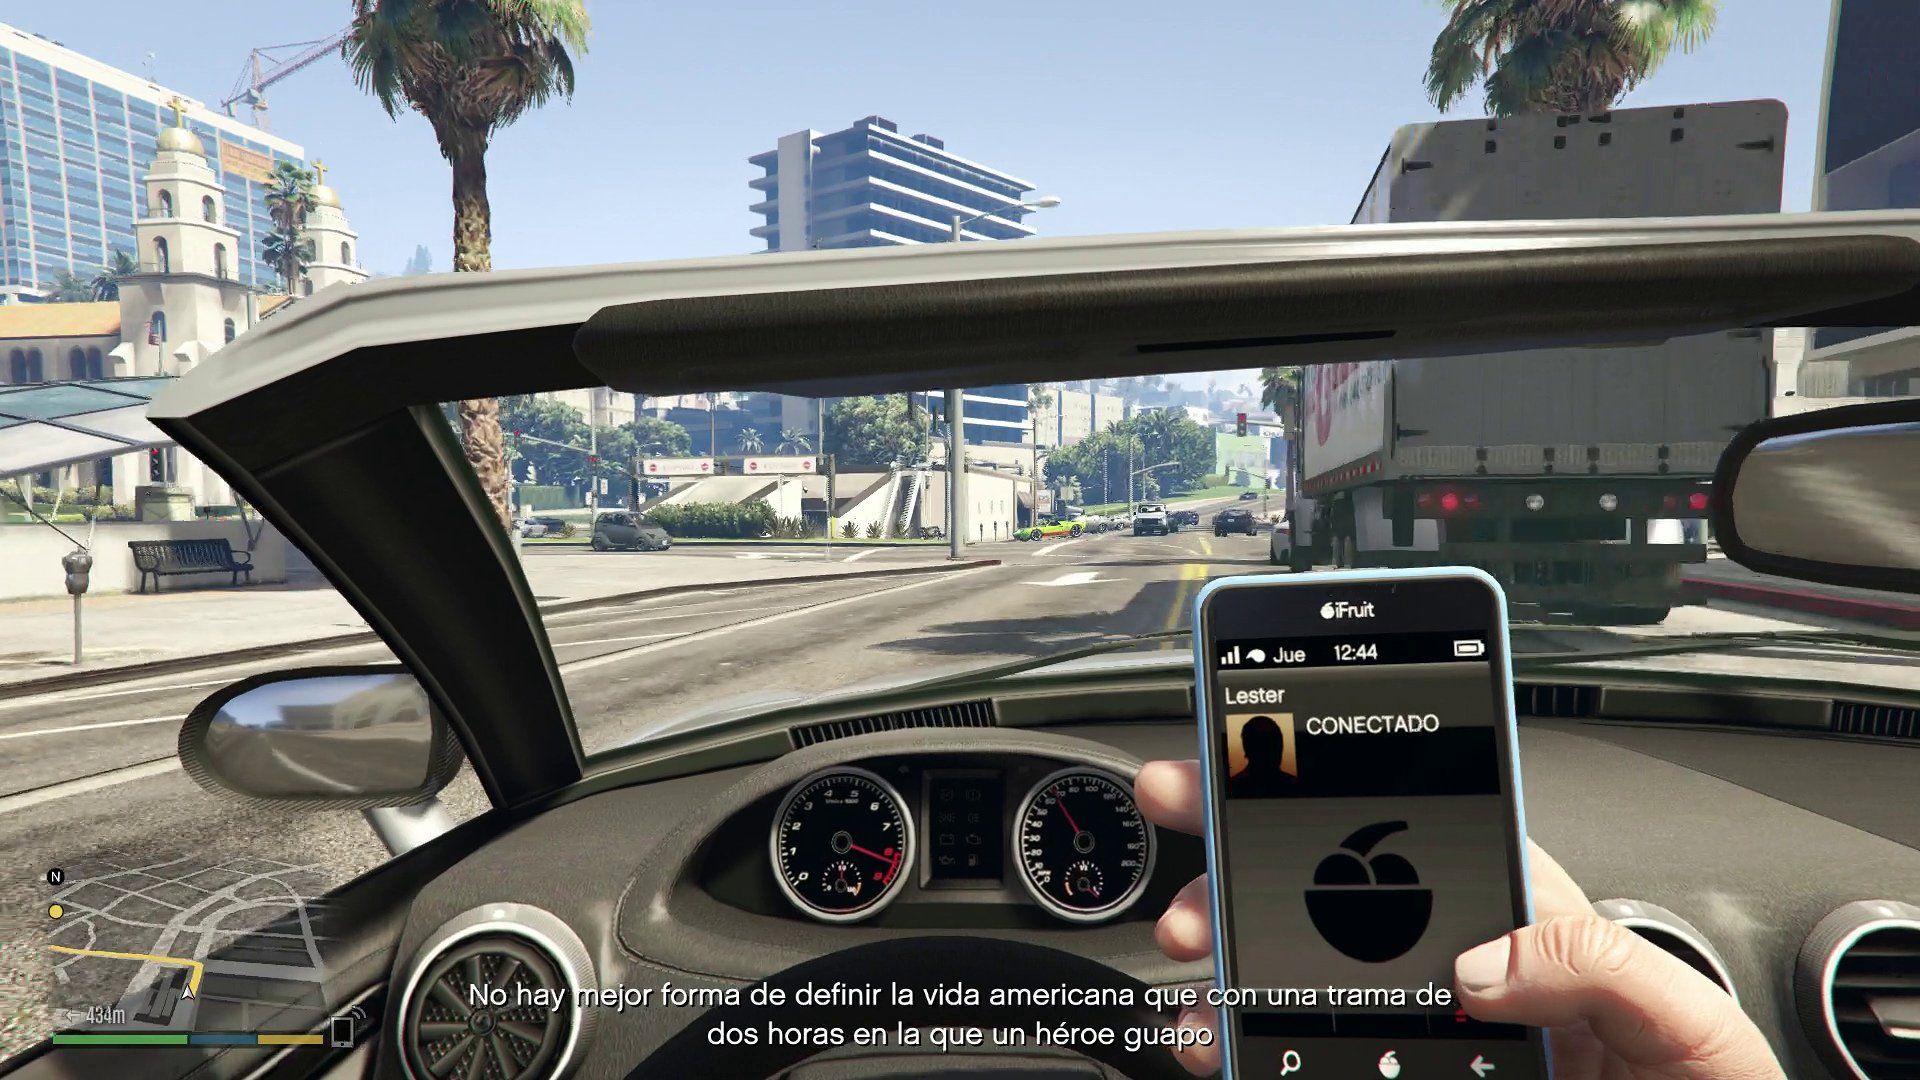 iFruit
Jue 12:44
Lester
CONECTADO
N
434m
No hay mejor forma de definir la vida americana que con una trama de
dos horas en la que un héroe guapo